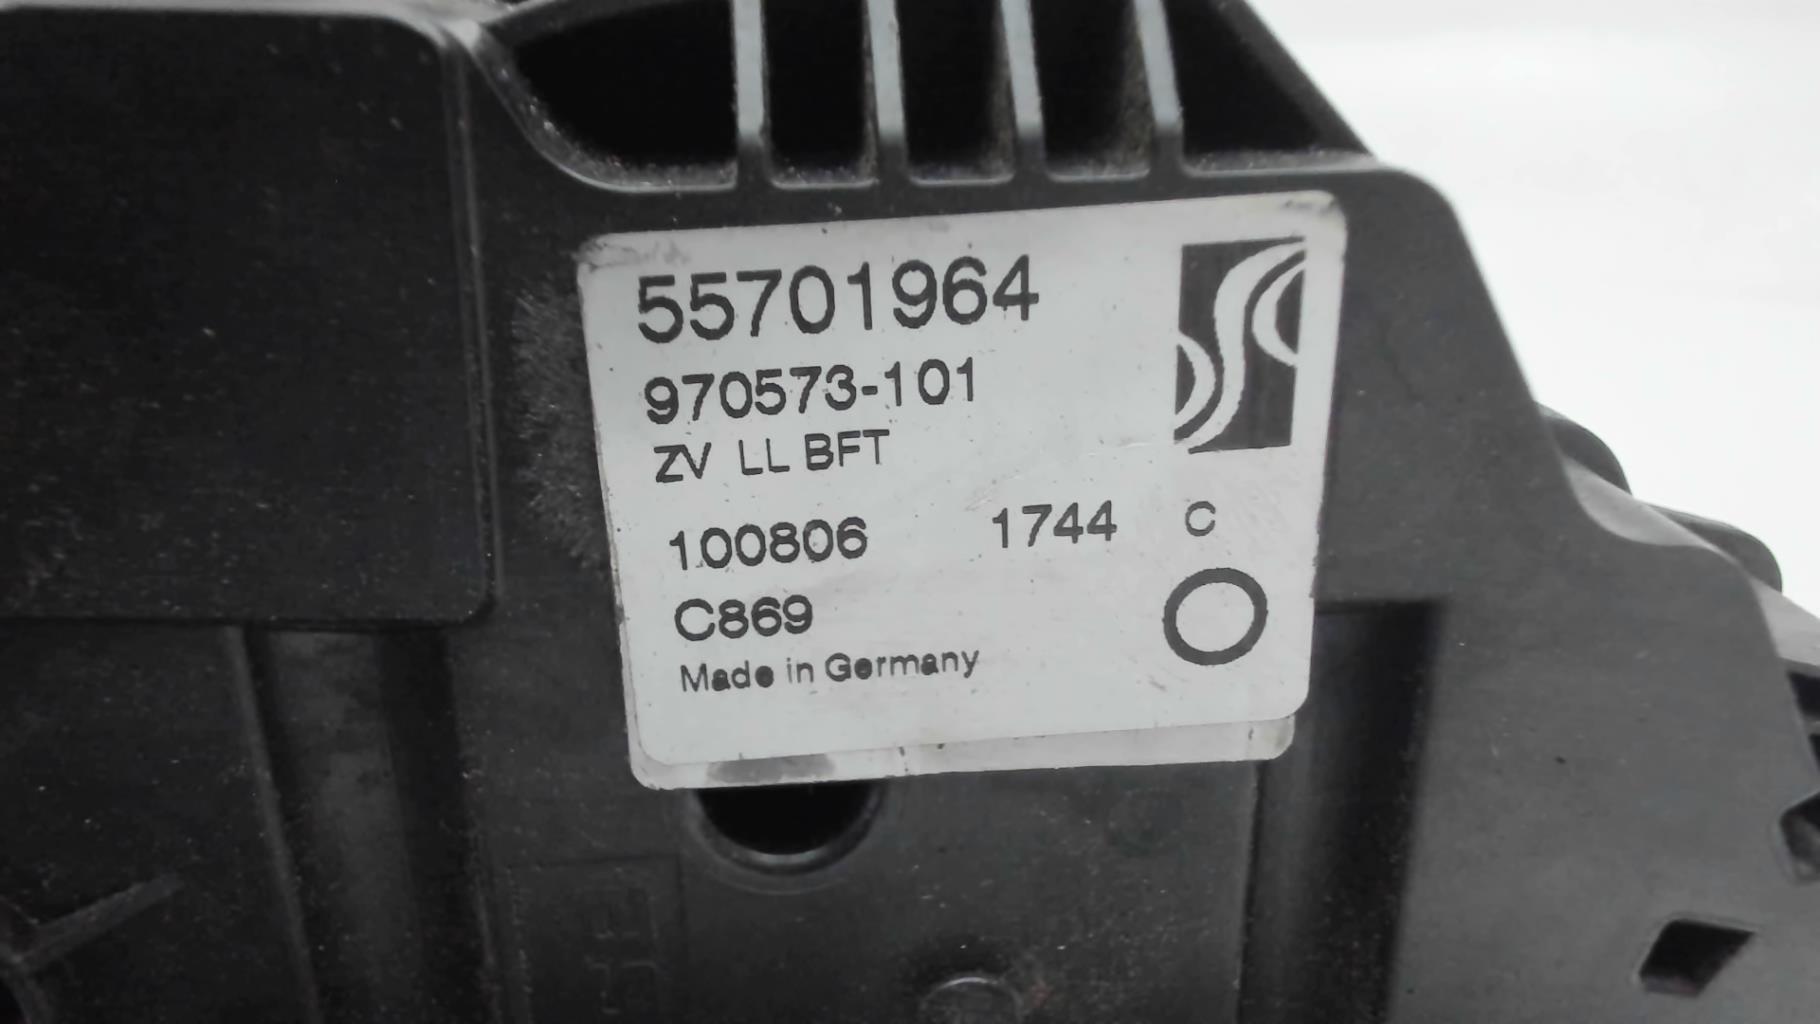 55701964
970573-101
ZV LL BFT
100806 1744 C
C869
Made in Germany